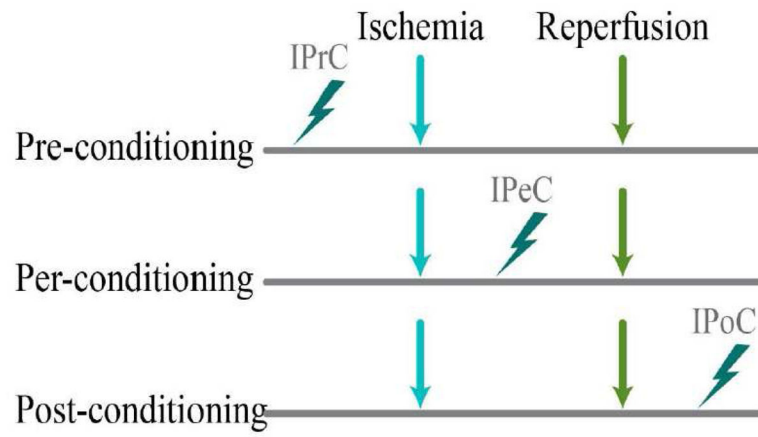 Ischemia Reperfusion
IPrC
Pre-conditioning
IPeC
Per-conditioning
IPoC
Post-conditioning